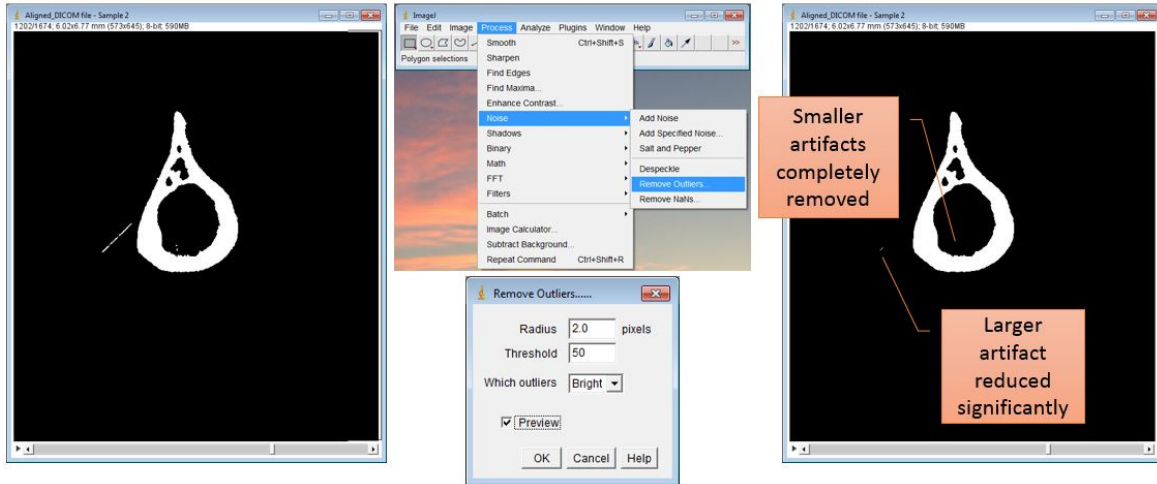 Aligned_DICOM file - Sample 2
1202/1674; 6.02x6.77 mm (573x645); 8-bit; 590MB
ImageJ
File Edit Image Process Analyze Plugins Window Help
Polygon selections
Smooth Ctrl+Shift+S
Sharpen
Find Edges
Find Maxima...
Enhance Contrast...
Noise
Shadows
Binary
Math
FFT
Filters
Batch
Image Calculator...
Subtract Background...
Repeat Command Ctrl+Shift+R
Add Noise
Add Specified Noise...
Salt and Pepper
Despeckle
Remove Outliers...
Remove NaNs...
Remove Outliers......
Radius 2.0 pixels
Threshold 50
Which outliers Bright
Preview
OK Cancel Help
Aligned_DICOM file - Sample 2
1202/1674; 6.02x6.77 mm (573x645); 8-bit; 590MB
Smaller
artifacts
completely
removed
Larger
artifact
reduced
significantly